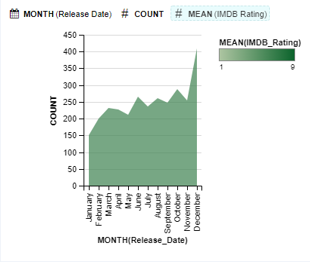 MONTH (Release Date) # COUNT # MEAN (IMDB Rating)
MEAN(IMDB_Rating)
1 9
COUNT
450
400
350
300
250
200
150
100
50
0
January
February
March
April
May
June
July
August
September
October
November
December
MONTH(Release_Date)